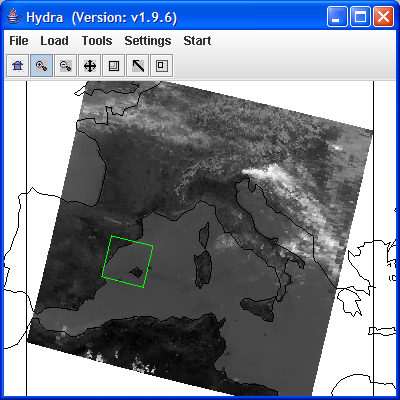 Hydra (Version: v1.9.6)
File Load Tools Settings Start